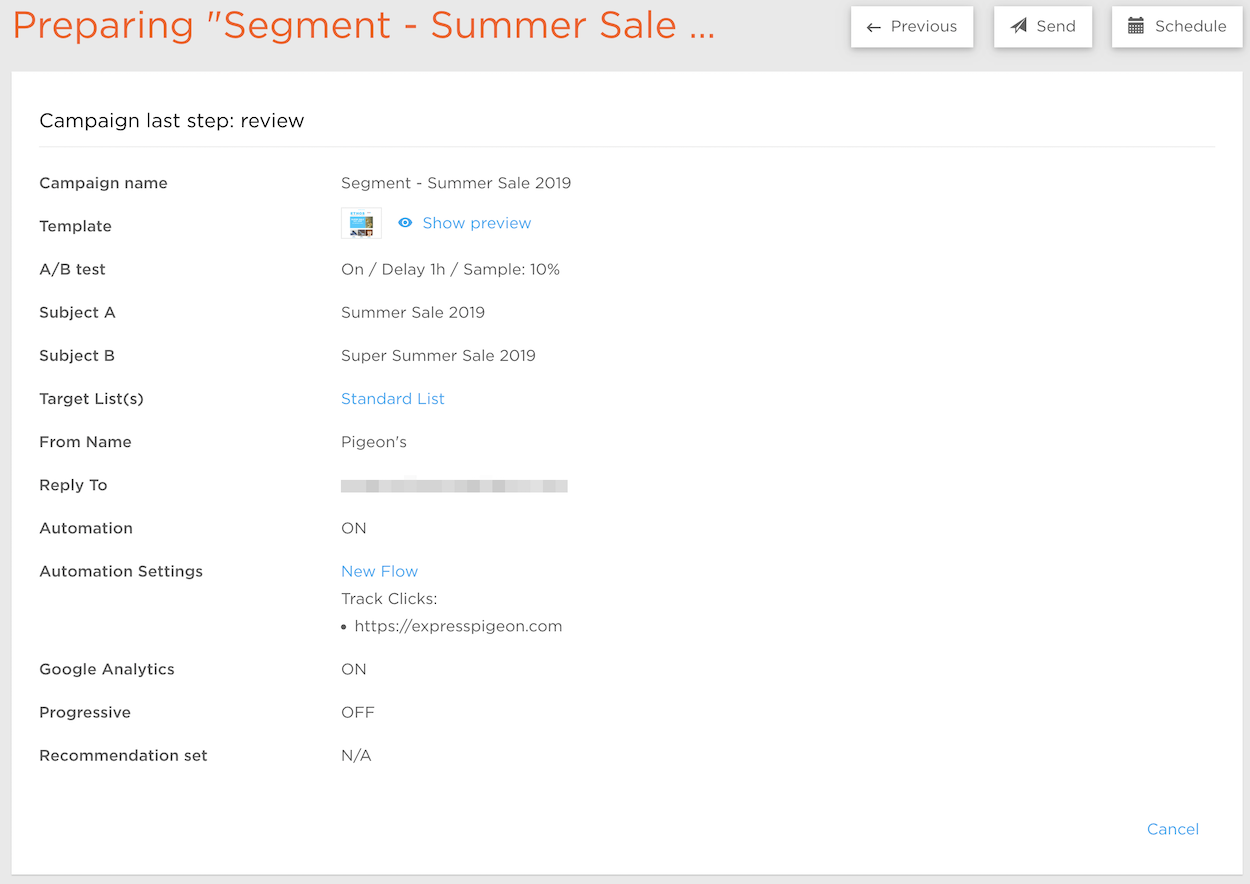 Preparing "Segment - Summer Sale ...
Previous
Send
Schedule
Campaign last step: review
Campaign name Segment - Summer Sale 2019
Template Show preview
A/B test On / Delay 1h / Sample: 10%
Subject A Summer Sale 2019
Subject B Super Summer Sale 2019
Target List(s) Standard List
From Name Pigeon's
Reply To
Automation ON
Automation Settings New Flow
Track Clicks:
• https://expresspigeon.com
Google Analytics ON
Progressive OFF
Recommendation set N/A
Cancel